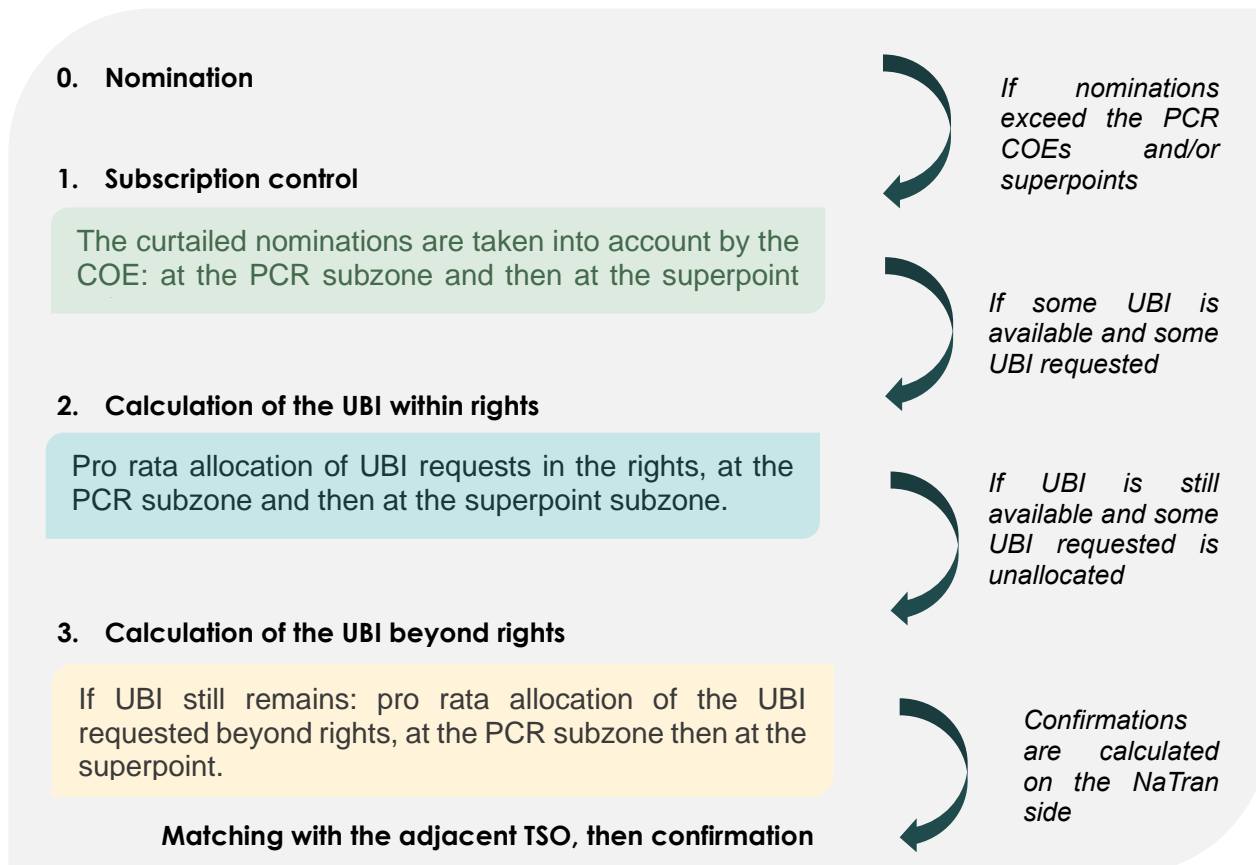 0. Nomination
If nominations
exceed the PCR
COEs and/or
superpoints
1. Subscription control
The curtailed nominations are taken into account by the
COE: at the PCR subzone and then at the superpoint
If some UBI is
available and some
UBI requested
2. Calculation of the UBI within rights
Pro rata allocation of UBI requests in the rights, at the
PCR subzone and then at the superpoint subzone.
If UBI is still
available and some
UBI requested is
unallocated
3. Calculation of the UBI beyond rights
If UBI still remains: pro rata allocation of the UBI
requested beyond rights, at the PCR subzone then at the
superpoint.
Confirmations
are calculated
on the NaTran
side
Matching with the adjacent TSO, then confirmation